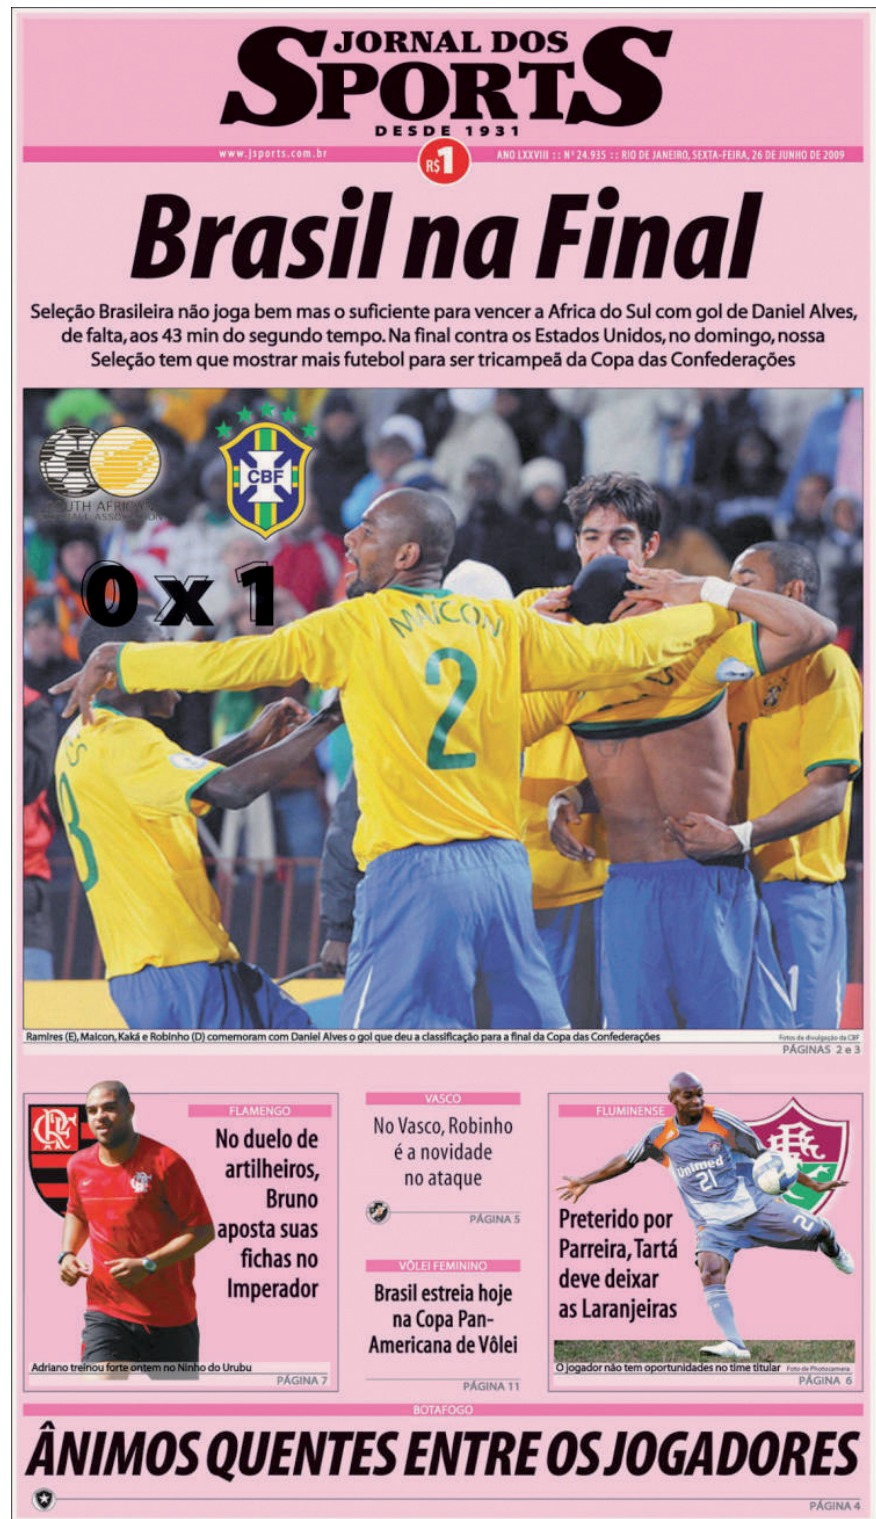 JORNAL DOS
SPORTS
DESDE 1931
www.jsports.com.br
R$1
ANO LXXVIII :: Nº 24.935 :: RIO DE JANEIRO, SEXTA-FEIRA, 26 DE JUNHO DE 2009
Brasil na Final
Seleção Brasileira não joga bem mas o suficiente para vencer a Africa do Sul com gol de Daniel Alves,
de falta, aos 43 min do segundo tempo. Na final contra os Estados Unidos, no domingo, nossa
Seleção tem que mostrar mais futebol para ser tricampeã da Copa das Confederações
CBF
0 x 1
MAICON
2
Ramires (E), Maicon, Kaká e Robinho (D) comemoram com Daniel Alves o gol que deu a classificação para a final da Copa das Confederações
Fotos de divulgação da CBF
PÁGINAS 2 e 3
FLAMENGO
No duelo de
artilheiros,
Bruno
aposta suas
fichas no
Imperador
Adriano treinou forte ontem no Ninho do Urubu
PÁGINA 7
VASCO
No Vasco, Robinho
é a novidade
no ataque
PÁGINA 5
VÔLEI FEMININO
Brasil estreia hoje
na Copa Pan-
Americana de Vôlei
PÁGINA 11
FLUMINENSE
Unimed
21
Preterido por
Parreira, Tartá
deve deixar
as Laranjeiras
O jogador não tem oportunidades no time titular
Foto de Photocamera
PÁGINA 6
BOTAFOGO
ÂNIMOS QUENTES ENTRE OS JOGADORES
PÁGINA 4